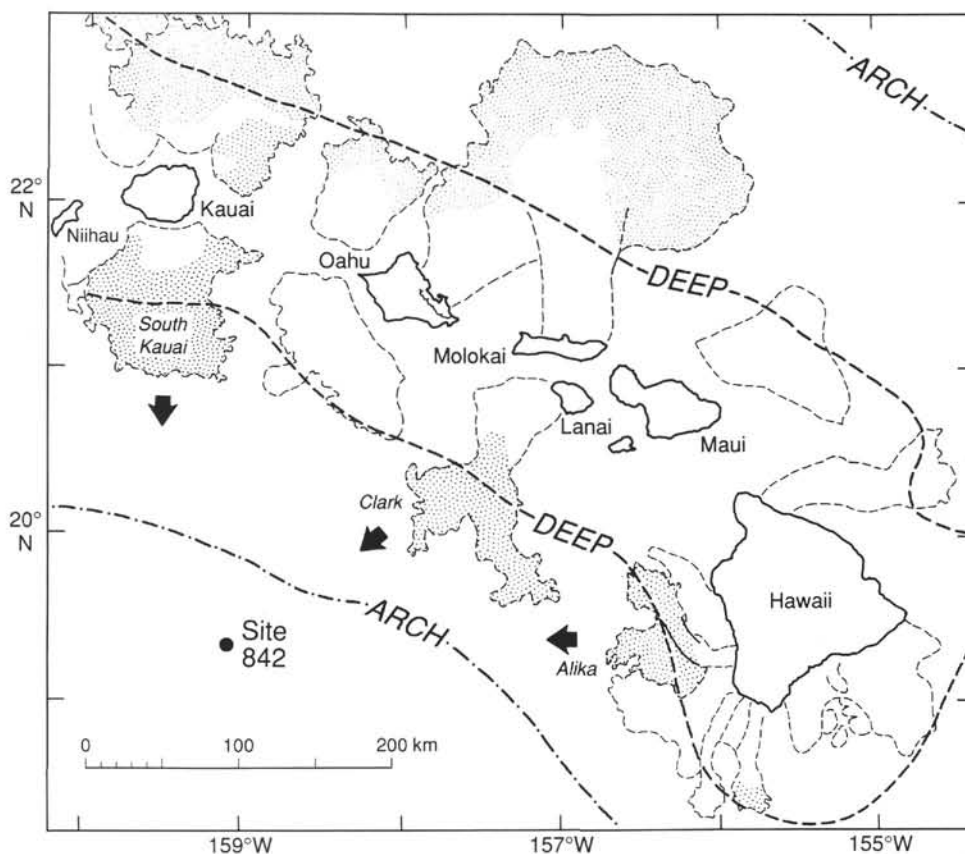 ARCH
22°
N
Kauai
Niihau
Oahu
DEEP
South
Kauai
Molokai
Lanai
Maui
Clark
20°
N
DEEP
Hawaii
ARCH
Site
842
Alika
0 100 200 km
159°W 157°W 155°W